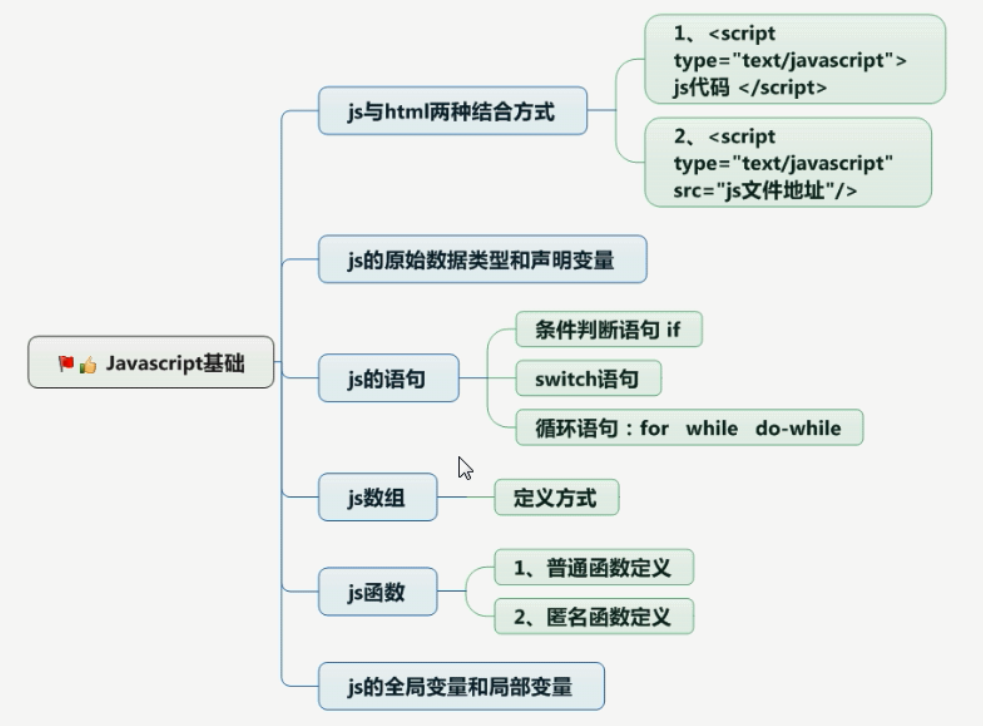 1、<script
type="text/javascript">
js代码 </script>
js与html两种结合方式
2、<script
type="text/javascript"
src="js文件地址"/>
js的原始数据类型和声明变量
条件判断语句 if
Javascript基础
js的语句
switch语句
循环语句：for while do-while
js数组
定义方式
1、普通函数定义
js函数
2、匿名函数定义
js的全局变量和局部变量